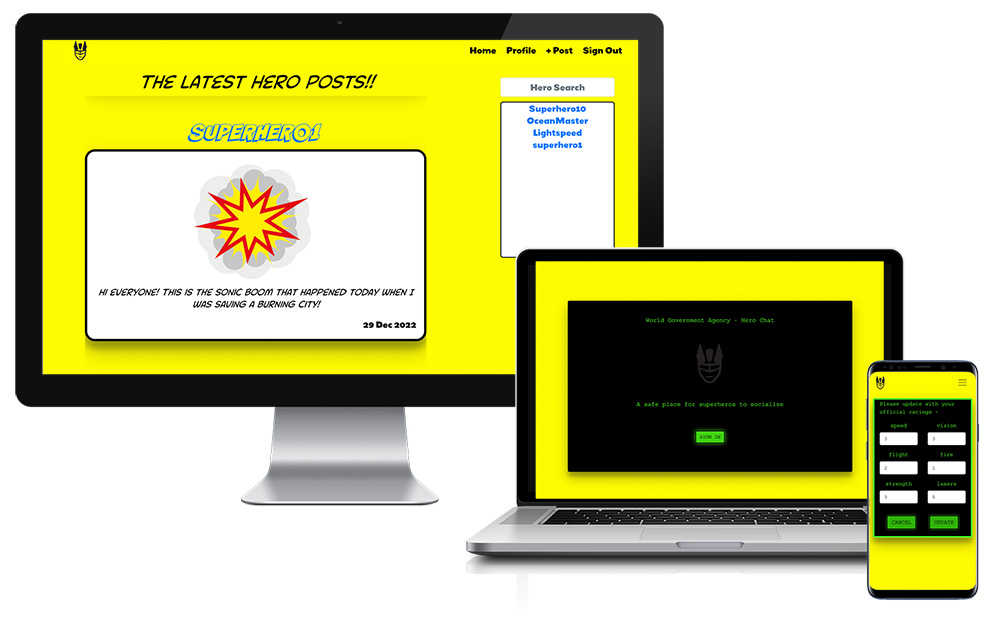 Home Profile + Post Sign Out
THE LATEST HERO POSTS!!
Hero Search
Superhero10
OceanMaster
Lightspeed
superhero1
SUPERHERO1
HI EVERYONE! THIS IS THE SONIC BOOM THAT HAPPENED TODAY WHEN I
WAS SAVING A BURNING CITY!
29 Dec 2022
World Government Agency - Hero Chat
A safe place for superheros to socialize
SIGN IN
Please update with your
official ratings -
speed vision
3 3
flight fire
2 1
strength lasers
3 5
CANCEL UPDATE